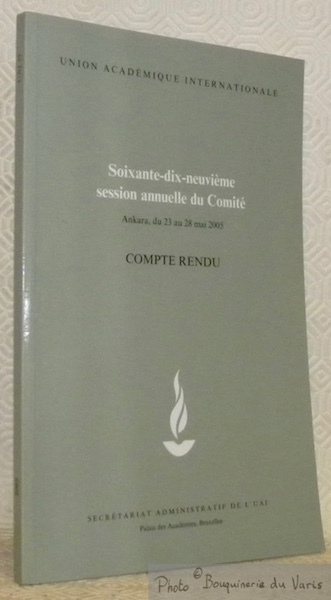 UNION ACADÉMIQUE INTERNATIONALE
Soixante-dix-neuvième
session annuelle du Comité
Ankara, du 23 au 28 mai 2005
COMPTE RENDU
SECRÉTARIAT ADMINISTRATIF DE L'UAI
Palais des Académies, Bruxelles
Photo © Bouquinerie du Varis